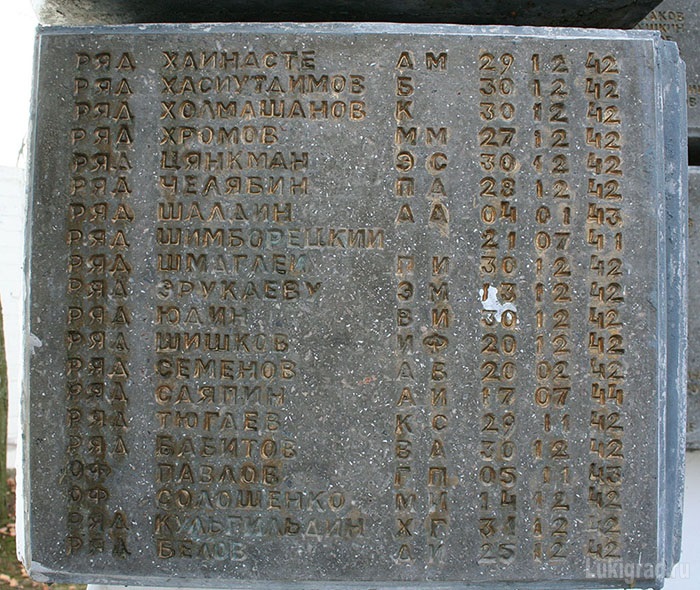 РЯД ХАИНАСТЕ А М 29 12 42
РЯД ХАСИУТДИМОВ Б 30 12 42
РЯД ХОЛМАШАНОВ К 30 12 42
РЯД ХРОМОВ М М 27 12 42
РЯД ЦЯНКМАН Э С 30 12 42
РЯД ЧЕЛЯБИН П А 28 12 42
РЯД ШАЛДИН А А 04 01 43
РЯД ШИМБОРЕЦКИИ 21 07 41
РЯД ШМАГЛЕИ П И 30 12 42
РЯД ЭРУКАЕВУ Э М 13 12 42
РЯД ЮДИН В И 30 12 42
РЯД ШИШКОВ И Ф 20 12 42
РЯД СЕМЕНОВ А Б 20 02 42
РЯД САЯПИН А И 17 07 44
РЯД ТЮГАЕВ К С 29 11 42
РЯД БАБИТОВ В А 30 12 42
ОФ ПАВЛОВ Г П 05 11 43
ОФ СОЛОШЕНКО М И 14 12 42
РЯД КУЛЬГИЛЬДИН Х Г 31 12 42
РЯД БЕЛОВ А И 25 12 42
Lukigrad.ru